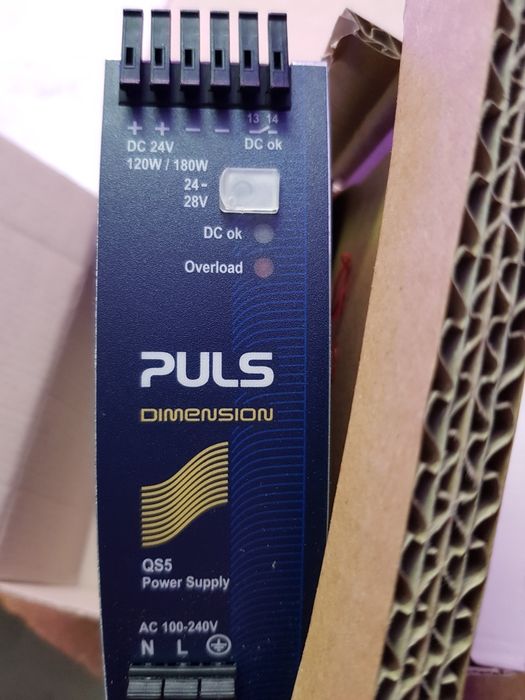 13 14
+ + − −
DC 24V DC ok
120W / 180W
24 -
28V
DC ok
Overload
PULS
DIMENSION
QS5
Power Supply
AC 100-240V
N L